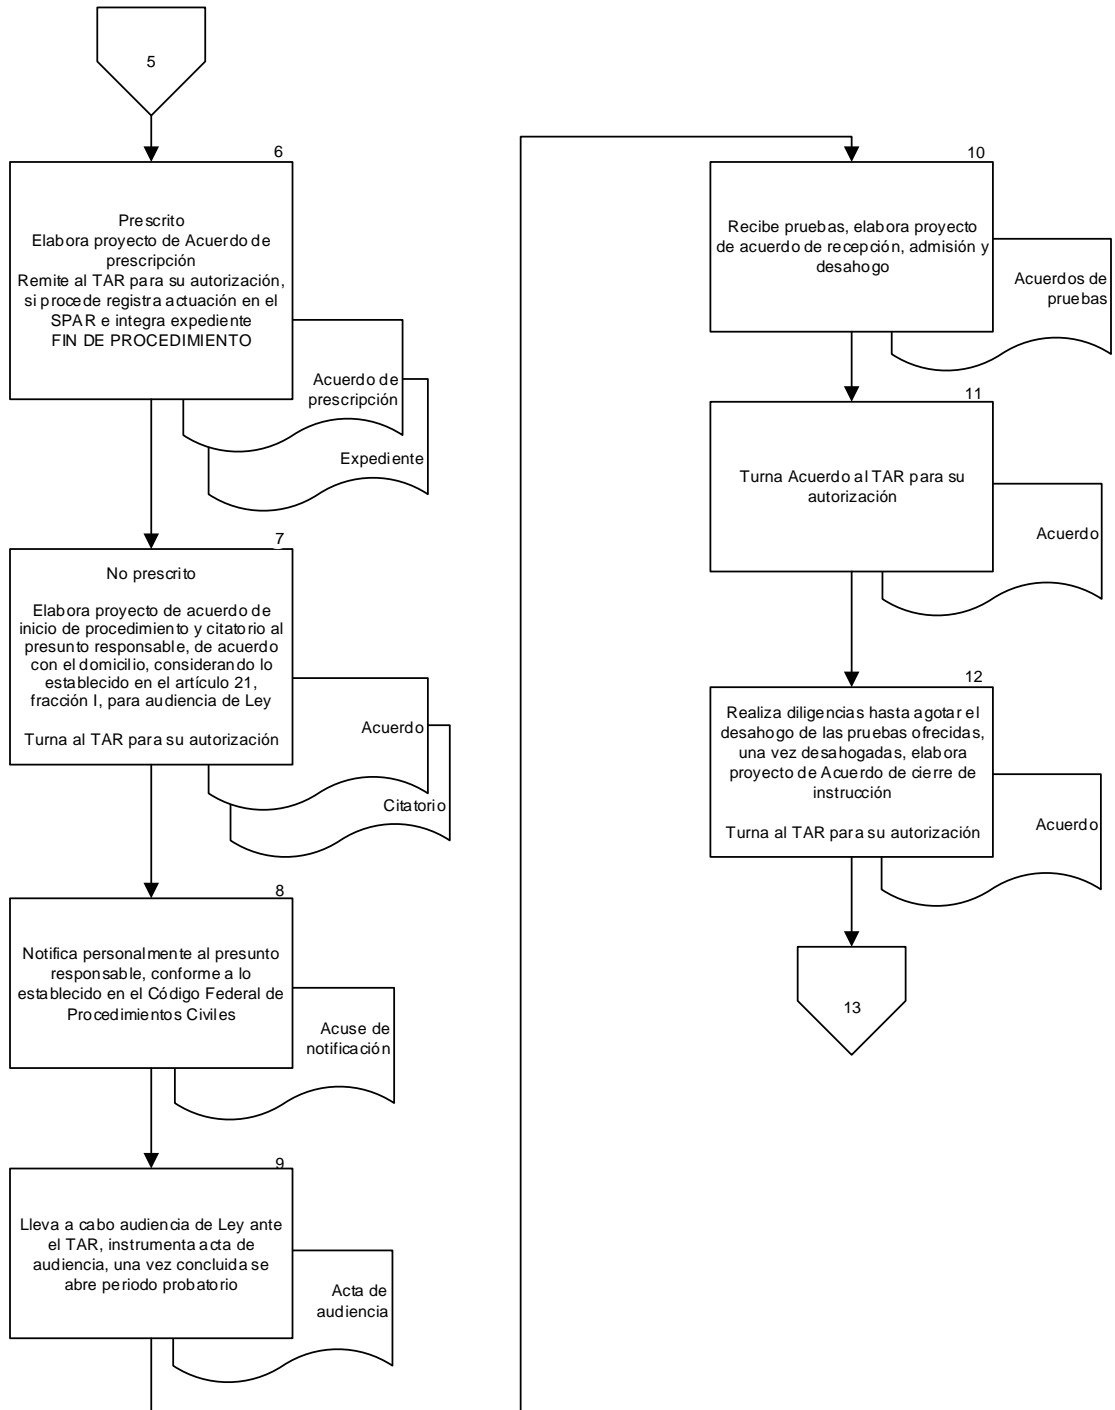 5
6
Prescrito
Elabora proyecto de Acuerdo de
prescripción
Remite al TAR para su autorización,
si procede registra actuación en el
SPAR e integra expediente
FIN DE PROCEDIMIENTO
Acuerdo de
prescripción
Expediente
7
No prescrito
Elabora proyecto de acuerdo de
inicio de procedimiento y citatorio al
presunto responsable, de acuerdo
con el domicilio, considerando lo
establecido en el artículo 21,
fracción I, para audiencia de Ley
Turna al TAR para su autorización
Acuerdo
Citatorio
8
Notifica personalmente al presunto
responsable, conforme a lo
establecido en el Código Federal de
Procedimientos Civiles
Acuse de
notificación
9
Lleva a cabo audiencia de Ley ante
el TAR, instrumenta acta de
audiencia, una vez concluida se
abre periodo probatorio
Acta de
audiencia
10
Recibe pruebas, elabora proyecto
de acuerdo de recepción, admisión y
desahogo
Acuerdos de
pruebas
11
Turna Acuerdo al TAR para su
autorización
Acuerdo
12
Realiza diligencias hasta agotar el
desahogo de las pruebas ofrecidas,
una vez desahogadas, elabora
proyecto de Acuerdo de cierre de
instrucción
Turna al TAR para su autorización
Acuerdo
13